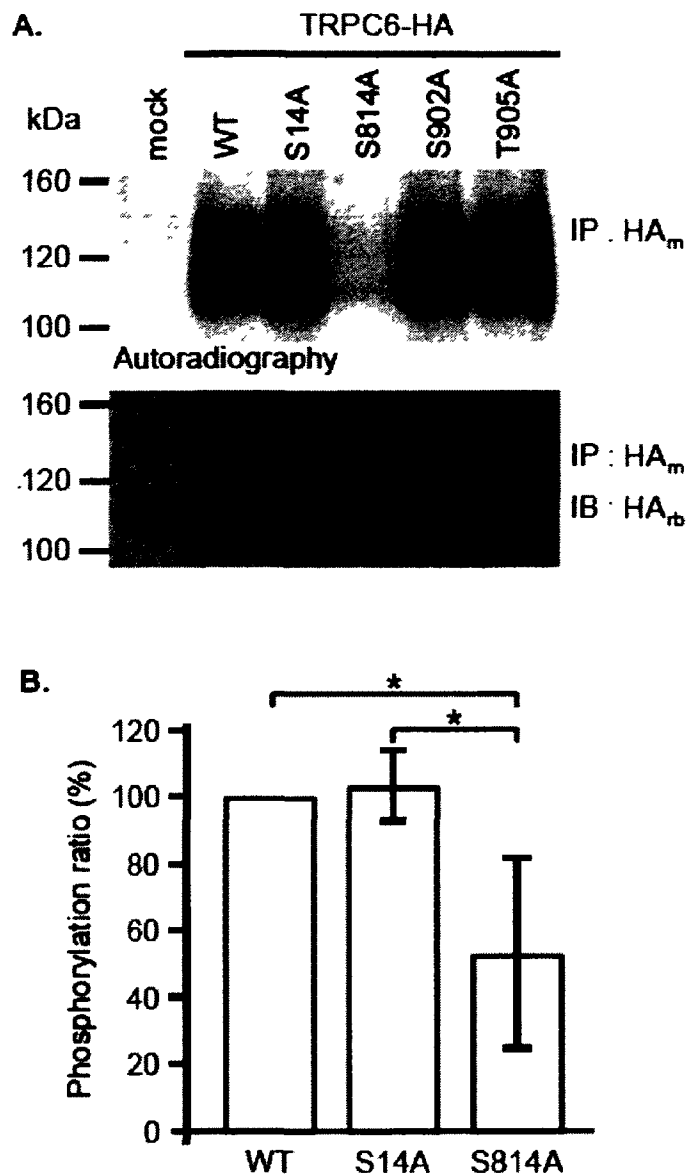 A.
TRPC6-HA
kDa
mock
WT
S14A
S814A
S902A
T905A
160
120
100
IP : HAm
Autoradiography
160
120
100
IP : HAm
IB : HArb
B.
Phosphorylation ratio (%)
120
100
80
60
40
20
0
*
*
WT
S14A
S814A